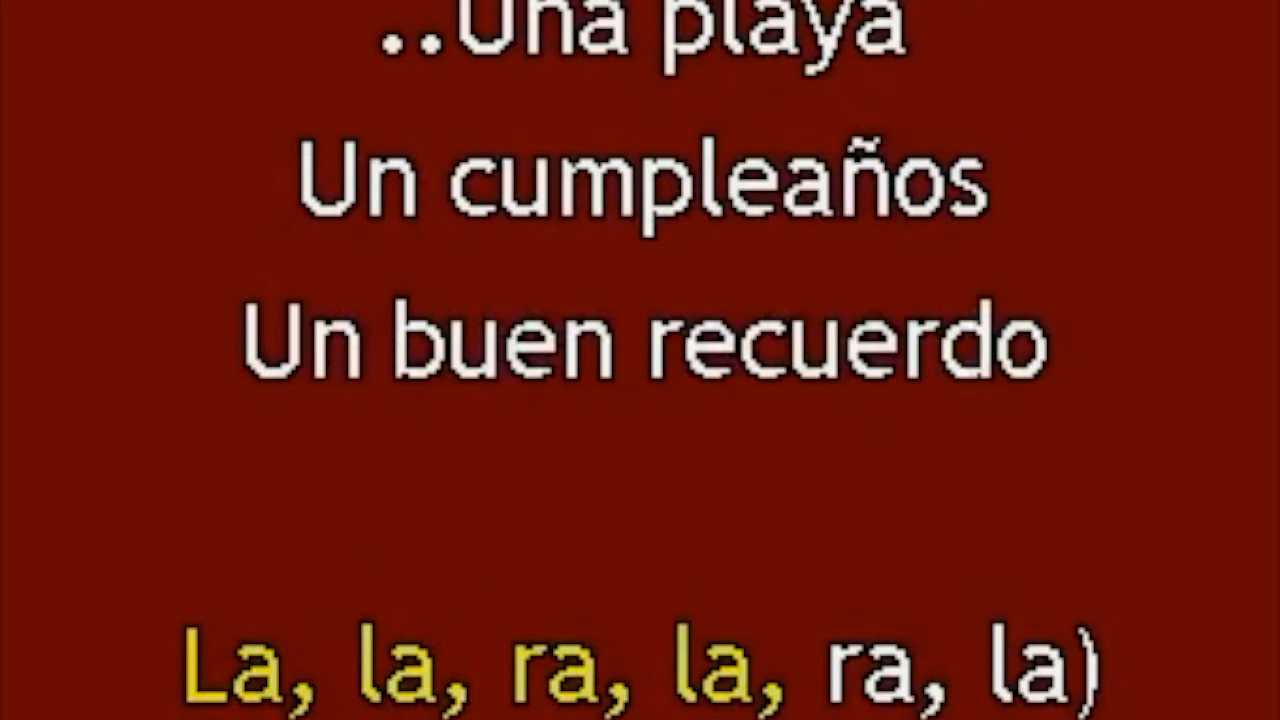 ..Una playa
Un cumpleaños
Un buen recuerdo
La, la, ra, la, ra, la)